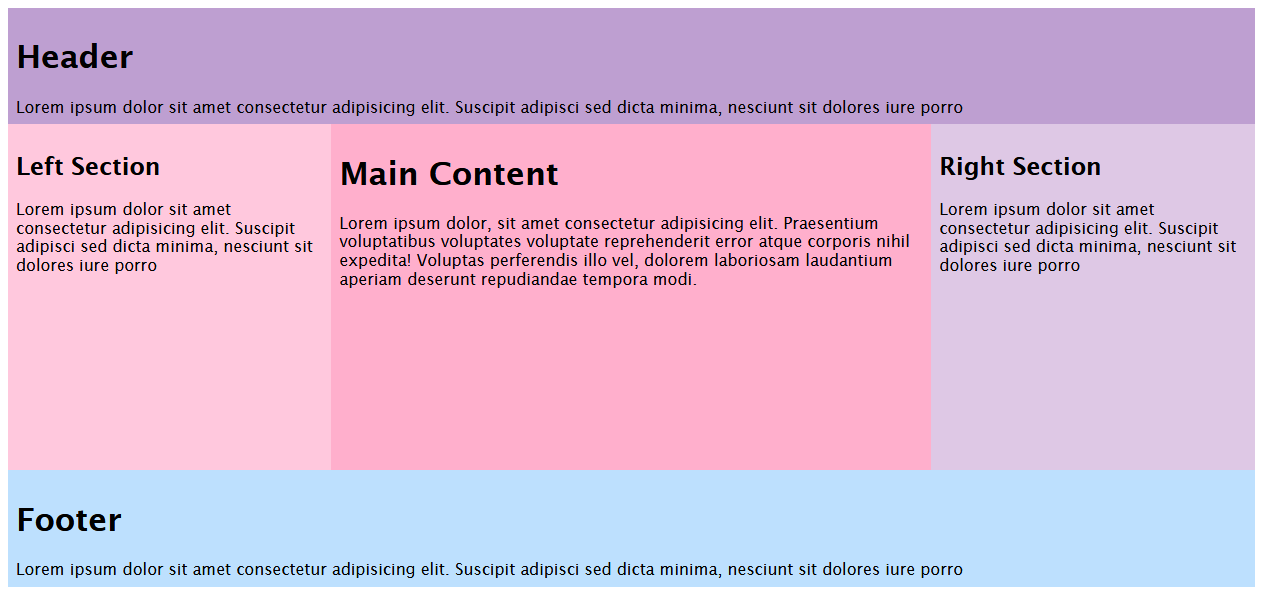 Header
Lorem ipsum dolor sit amet consectetur adipisicing elit. Suscipit adipisci sed dicta minima, nesciunt sit dolores iure porro
Left Section
Lorem ipsum dolor sit amet
consectetur adipisicing elit. Suscipit
adipisci sed dicta minima, nesciunt sit
dolores iure porro
Main Content
Lorem ipsum dolor, sit amet consectetur adipisicing elit. Praesentium
voluptatibus voluptates voluptate reprehenderit error atque corporis nihil
expedita! Voluptas perferendis illo vel, dolorem laboriosam laudantium
aperiam deserunt repudiandae tempora modi.
Right Section
Lorem ipsum dolor sit amet
consectetur adipisicing elit. Suscipit
adipisci sed dicta minima, nesciunt sit
dolores iure porro
Footer
Lorem ipsum dolor sit amet consectetur adipisicing elit. Suscipit adipisci sed dicta minima, nesciunt sit dolores iure porro